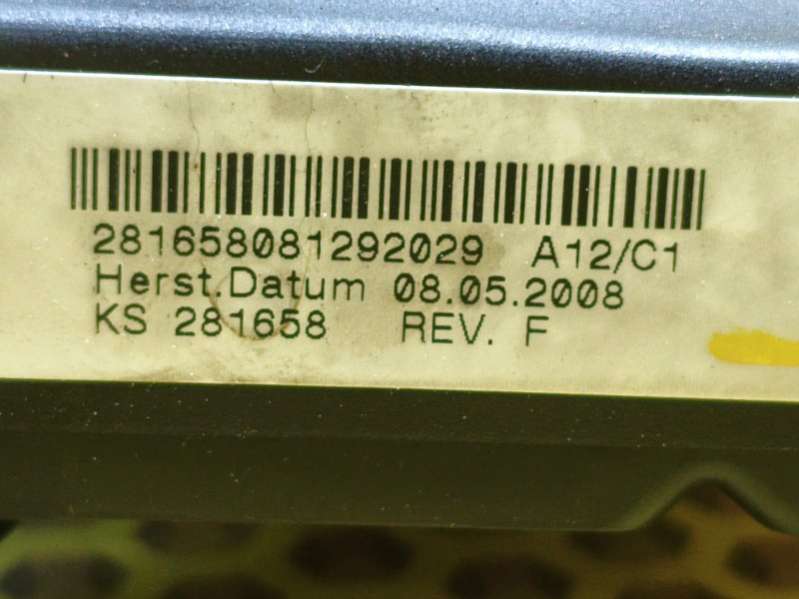 281658081292029 A12/C1
Herst.Datum 08.05.2008
KS 281658 REV. F